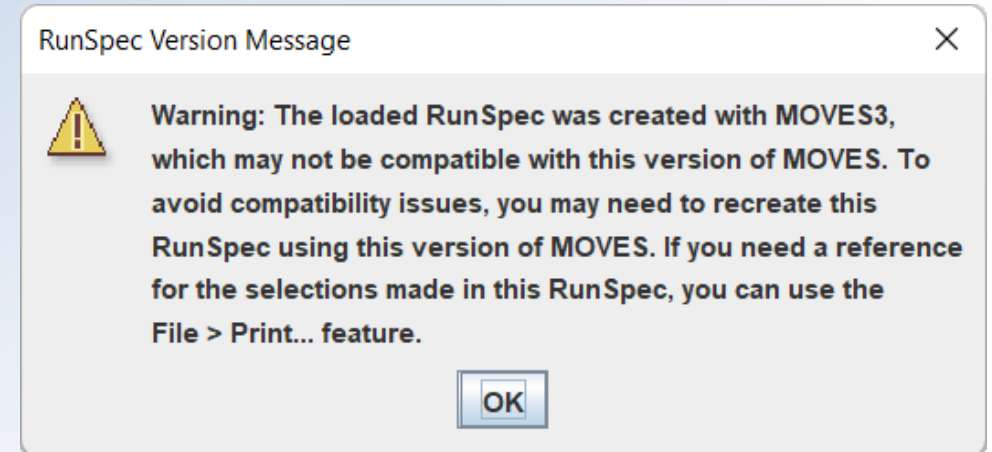 RunSpec Version Message
Warning: The loaded RunSpec was created with MOVES3,
which may not be compatible with this version of MOVES. To
avoid compatibility issues, you may need to recreate this
RunSpec using this version of MOVES. If you need a reference
for the selections made in this RunSpec, you can use the
File > Print... feature.
OK